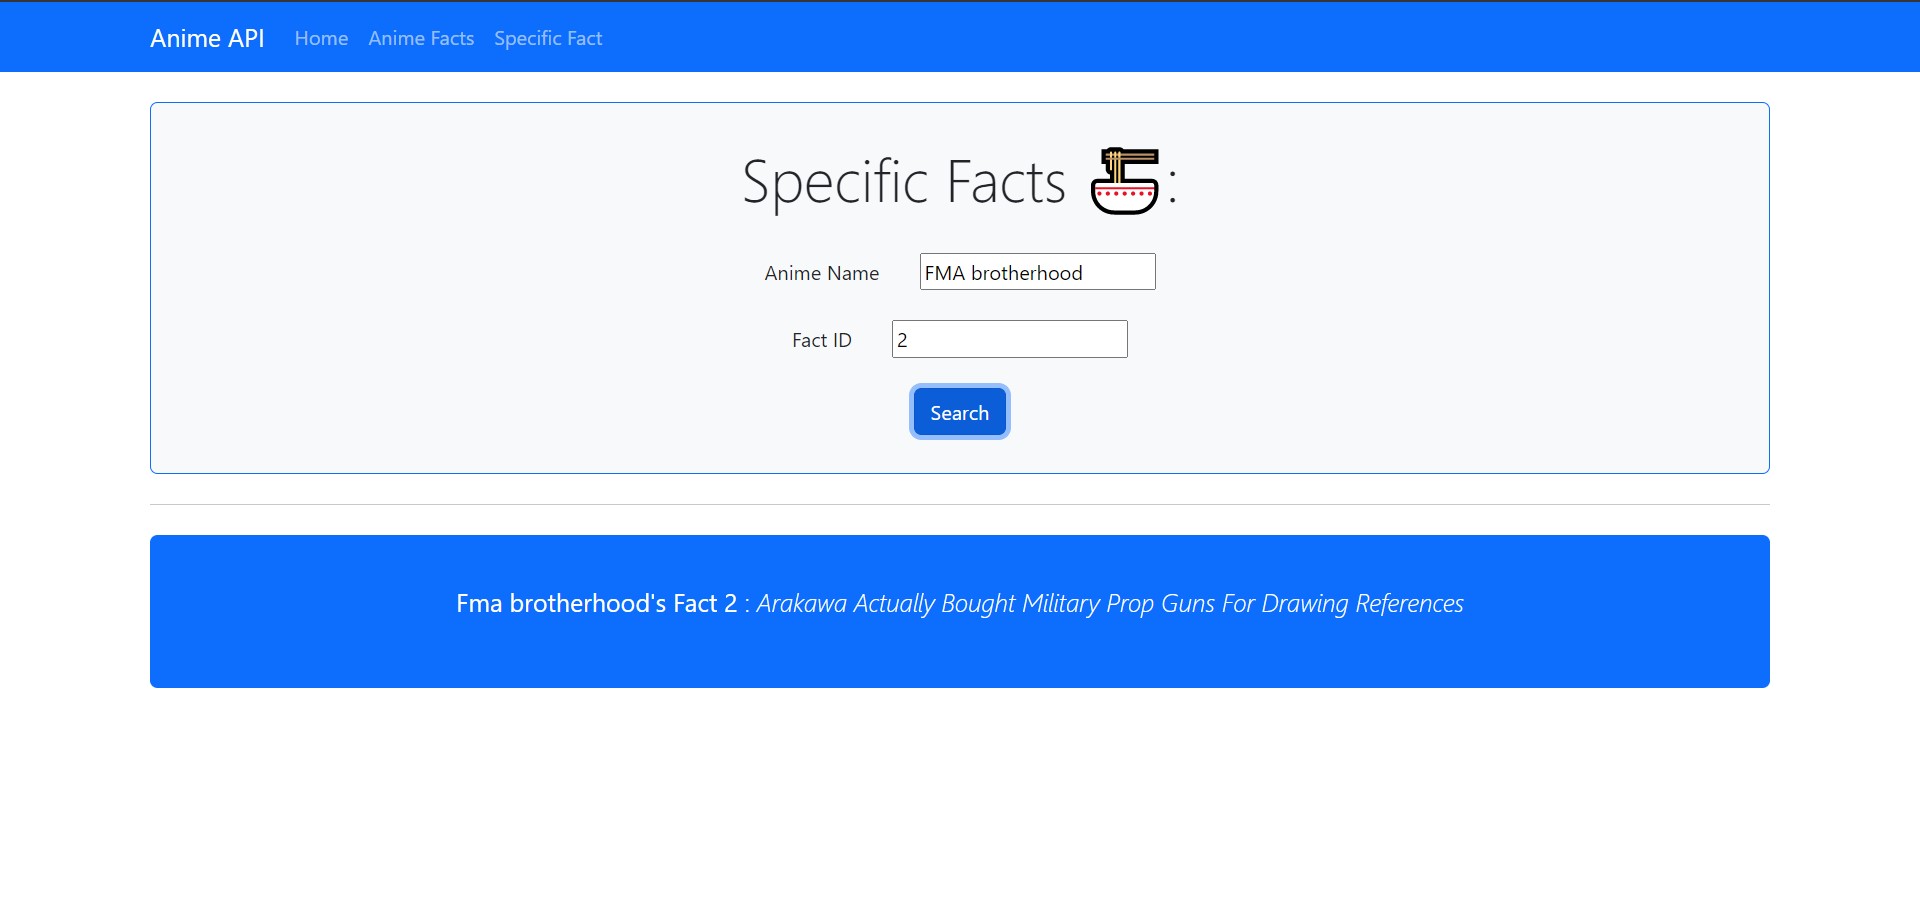 Anime API Home Anime Facts Specific Fact
Specific Facts 🍜:
Anime Name FMA brotherhood
Fact ID 2
Search
Fma brotherhood's Fact 2 : Arakawa Actually Bought Military Prop Guns For Drawing References